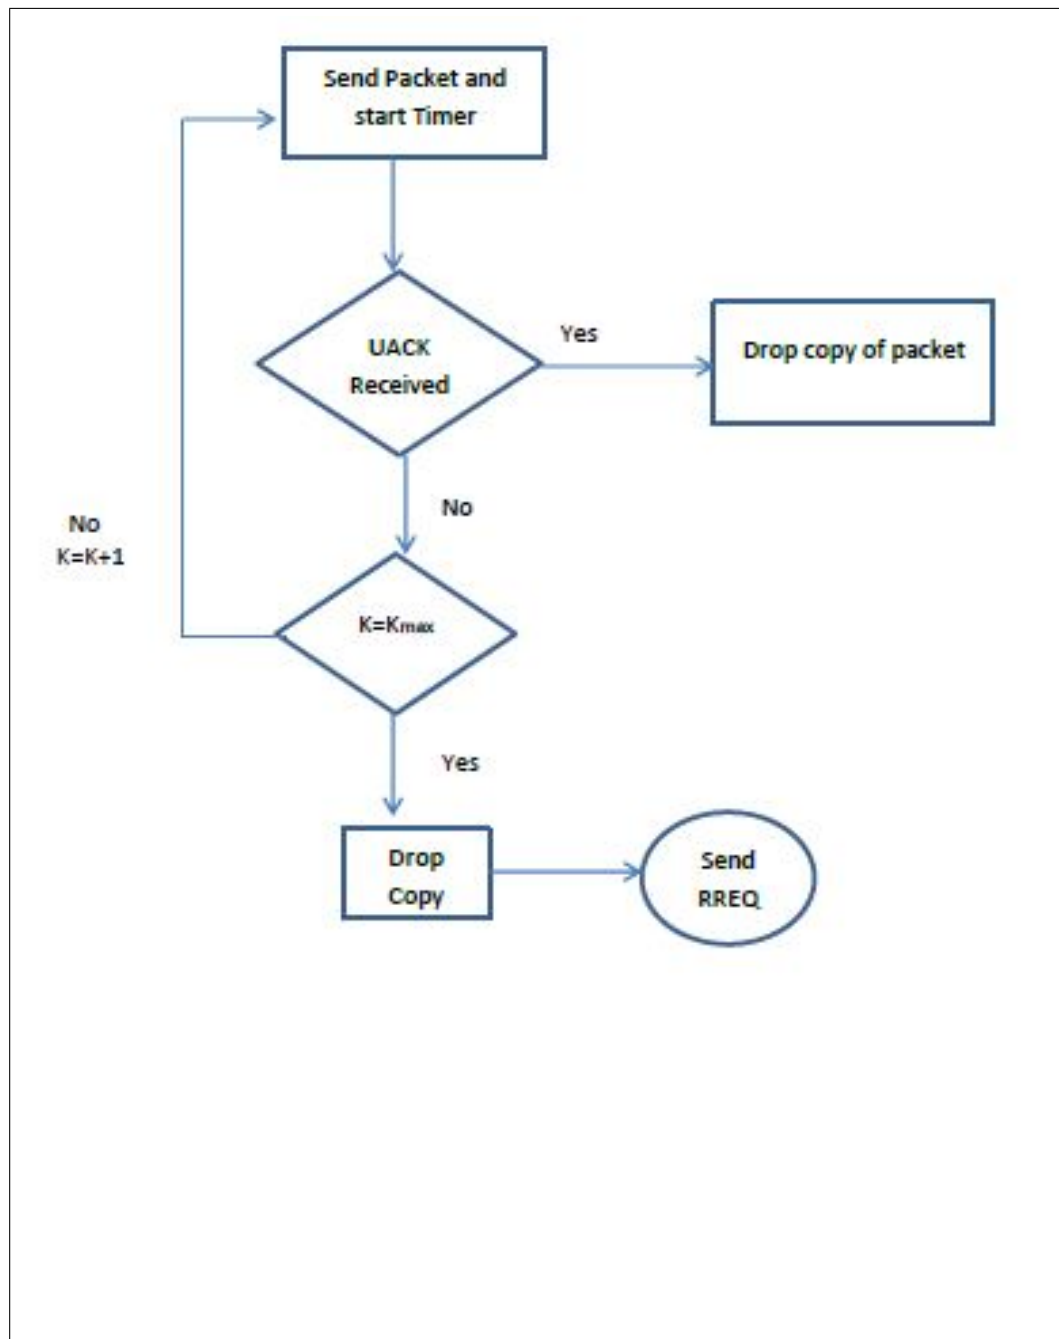 Send Packet and
start Timer
UACK
Received
Yes
Drop copy of packet
No
No
K=K+1
K=Kmax
Yes
Drop
Copy
Send
RREQ